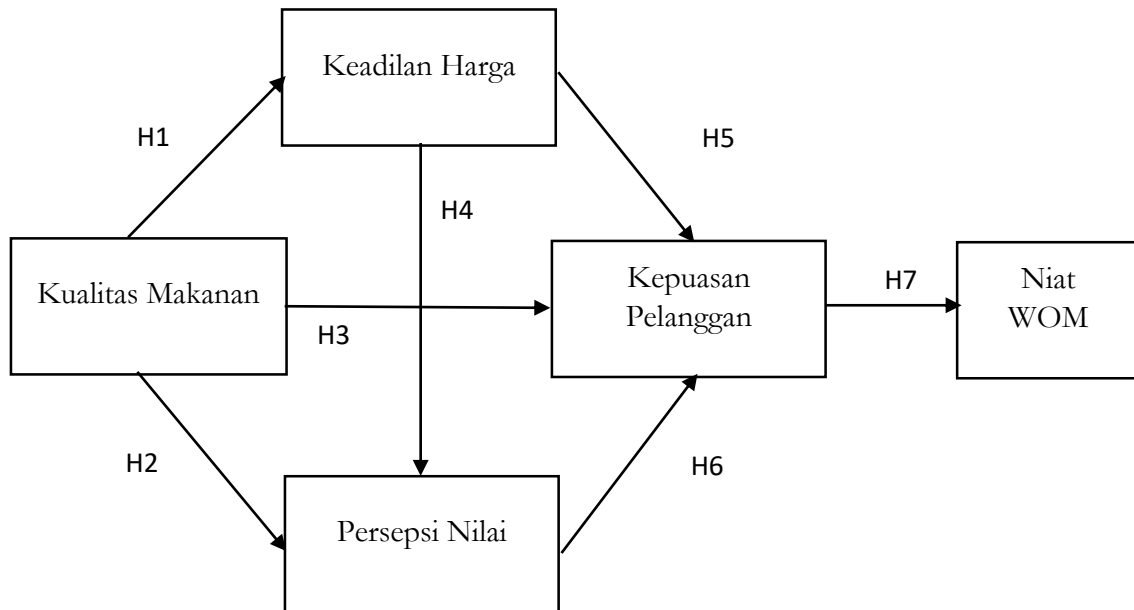 Keadilan Harga
H1
H5
H4
Kualitas Makanan
Kepuasan
Pelanggan
H7
Niat
WOM
H3
H2
H6
Persepsi Nilai